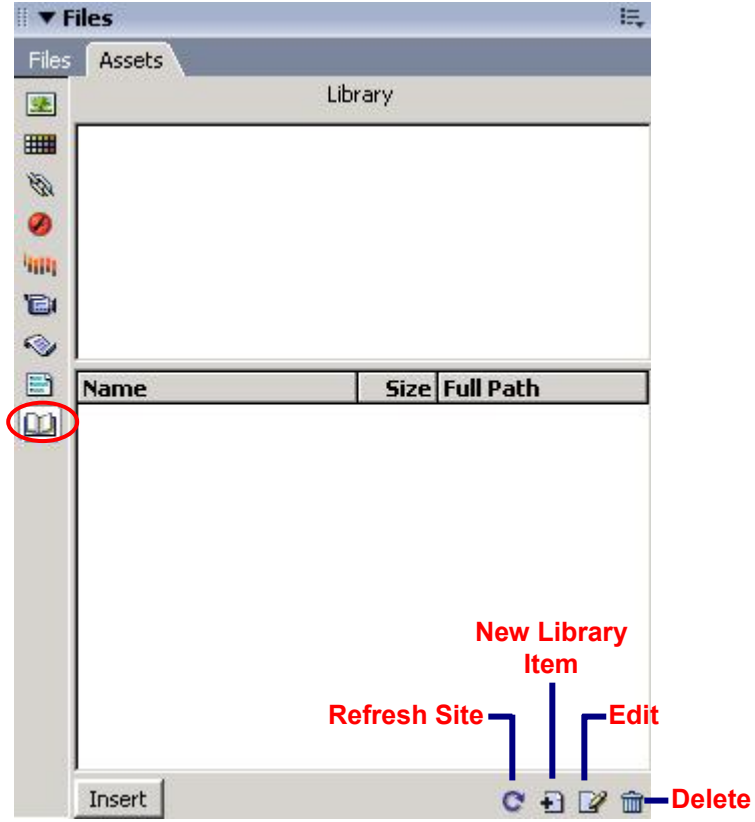 Files
Files Assets
Library
Name Size Full Path
New Library
Item
Refresh Site Edit
Insert Delete